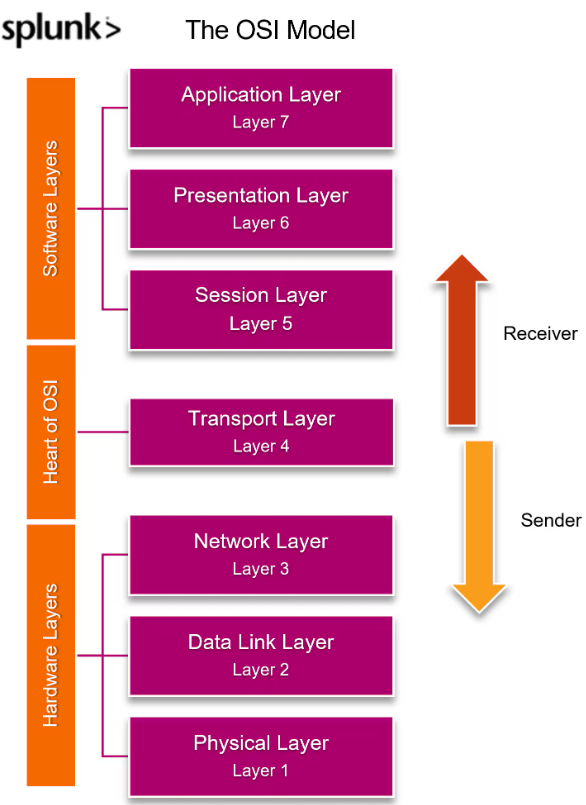 splunk>
The OSI Model
Software Layers
Application Layer
Layer 7
Presentation Layer
Layer 6
Session Layer
Layer 5
Receiver
Heart of OSI
Transport Layer
Layer 4
Sender
Hardware Layers
Network Layer
Layer 3
Data Link Layer
Layer 2
Physical Layer
Layer 1